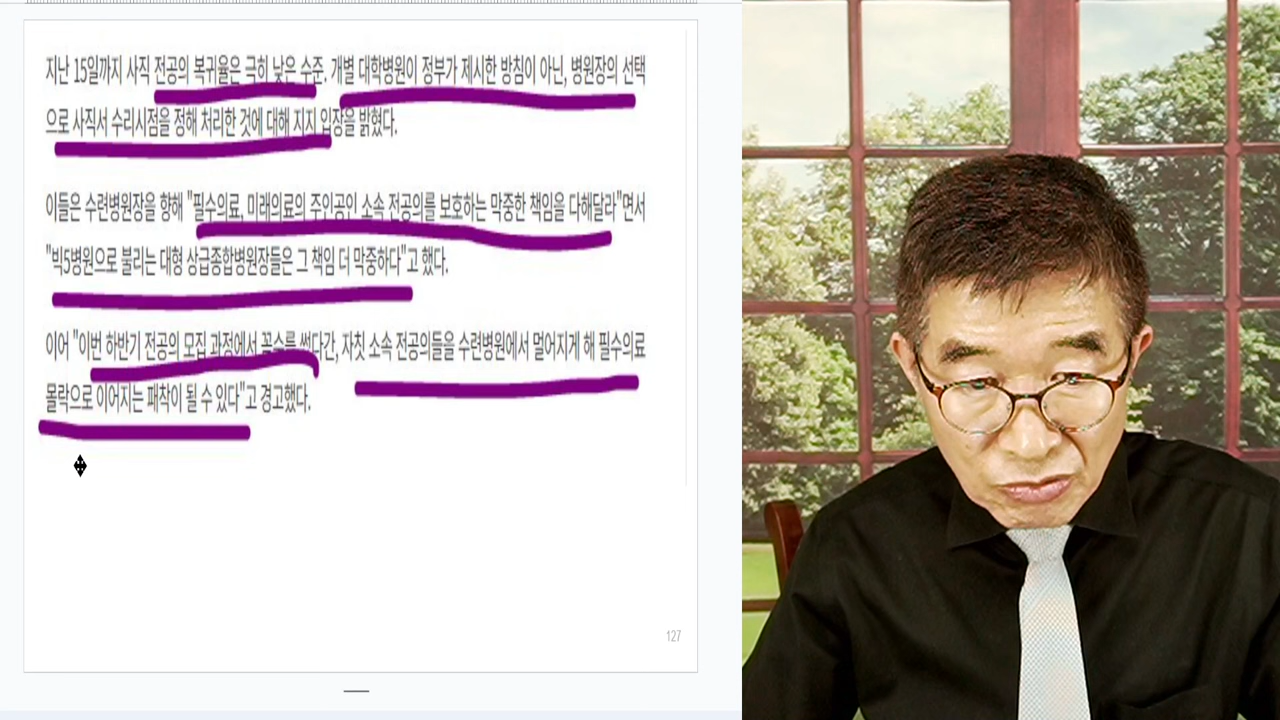 지난 15일까지 사직 전공의 복귀율은 극히 낮은 수준. 개별 대학병원이 정부가 제시한 방침이 아닌, 병원장의 선택
으로 사직서 수리시점을 정해 처리한 것에 대해 지지 입장을 밝혔다.
이들은 수련병원장을 향해 "필수의료, 미래의료의 주인공인 소속 전공의를 보호하는 막중한 책임을 다해달라"면서
"빅5병원으로 불리는 대형 상급종합병원장들은 그 책임 더 막중하다"고 했다.
이어 "이번 하반기 전공의 모집 과정에서 꼼수를 썼다간, 자칫 소속 전공의들을 수련병원에서 멀어지게 해 필수의료
몰락으로 이어지는 패착이 될 수 있다"고 경고했다.
127